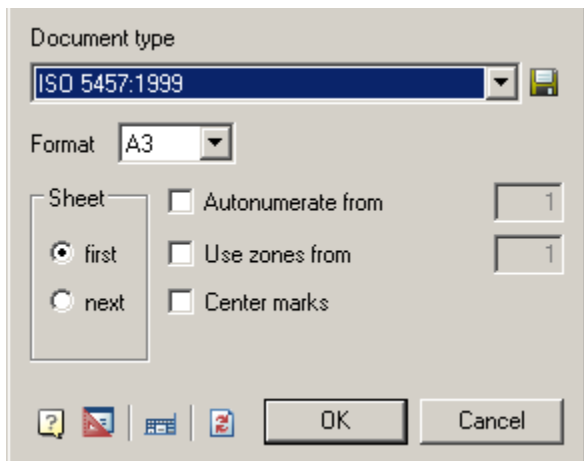 Document type
ISO 5457:1999
Format A3
Sheet
Autonumerate from 1
first
Use zones from 1
next
Center marks
OK Cancel